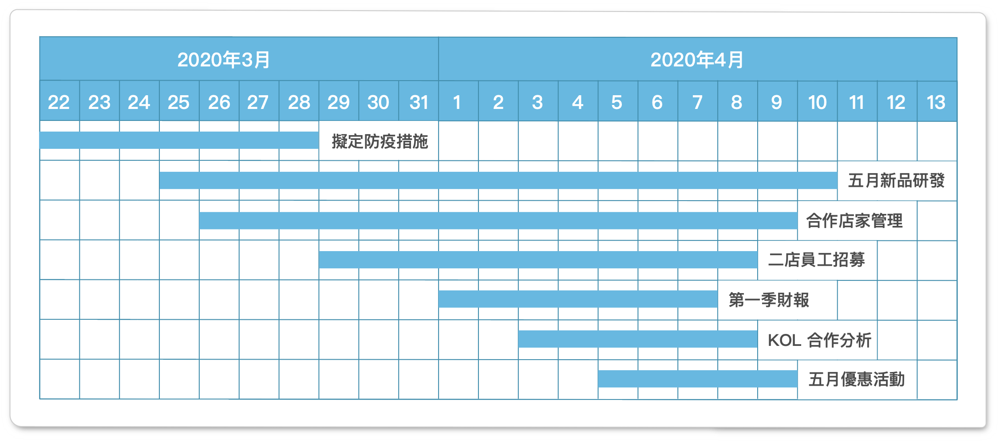 2020年3月 2020年4月
22 23 24 25 26 27 28 29 30 31 1 2 3 4 5 6 7 8 9 10 11 12 13
擬定防疫措施
五月新品研發
合作店家管理
二店員工招募
第一季財報
KOL 合作分析
五月優惠活動